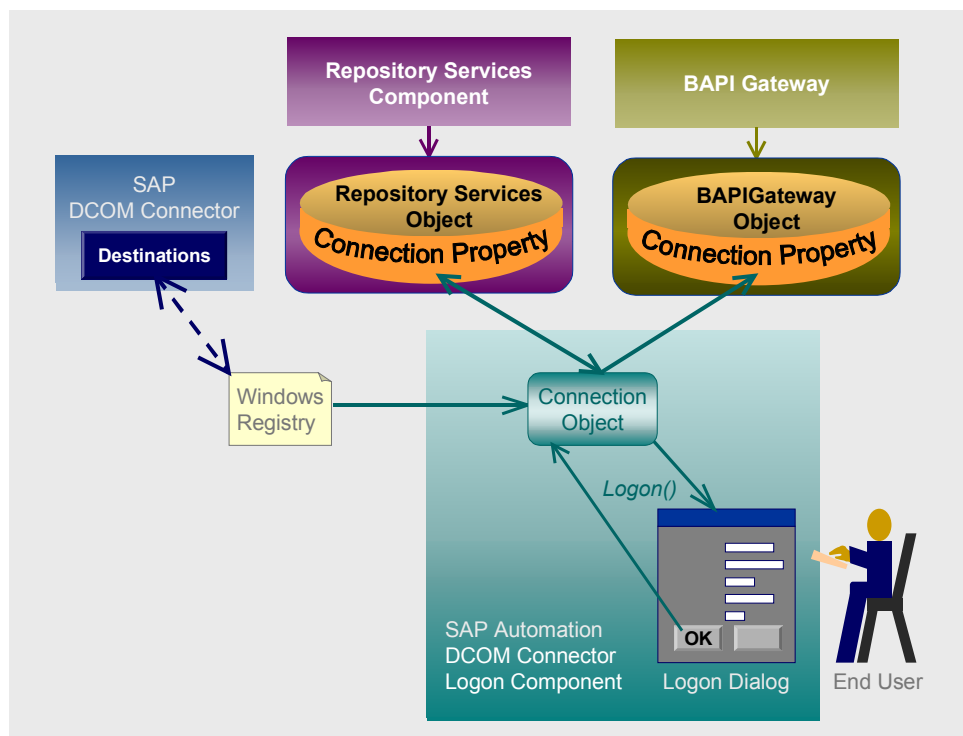 Repository Services
Component
BAPI Gateway
SAP
DCOM Connector
Destinations
Repository Services
Object
Connection Property
BAPIGateway
Object
Connection Property
Windows
Registry
Connection
Object
Logon()
OK
SAP Automation
DCOM Connector
Logon Component
Logon Dialog
End User